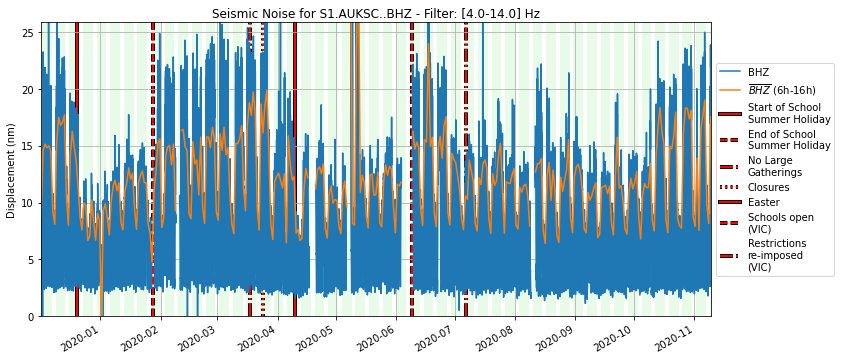 Seismic Noise for S1.AUKSC..BHZ - Filter: [4.0-14.0] Hz
Displacement (nm)
25
20
15
10
5
0
2020-01
2020-02
2020-03
2020-04
2020-05
2020-06
2020-07
2020-08
2020-09
2020-10
2020-11
BHZ
BHZ (6h-16h)
Start of School
Summer Holiday
End of School
Summer Holiday
No Large
Gatherings
Closures
Easter
Schools open
(VIC)
Restrictions
re-imposed
(VIC)